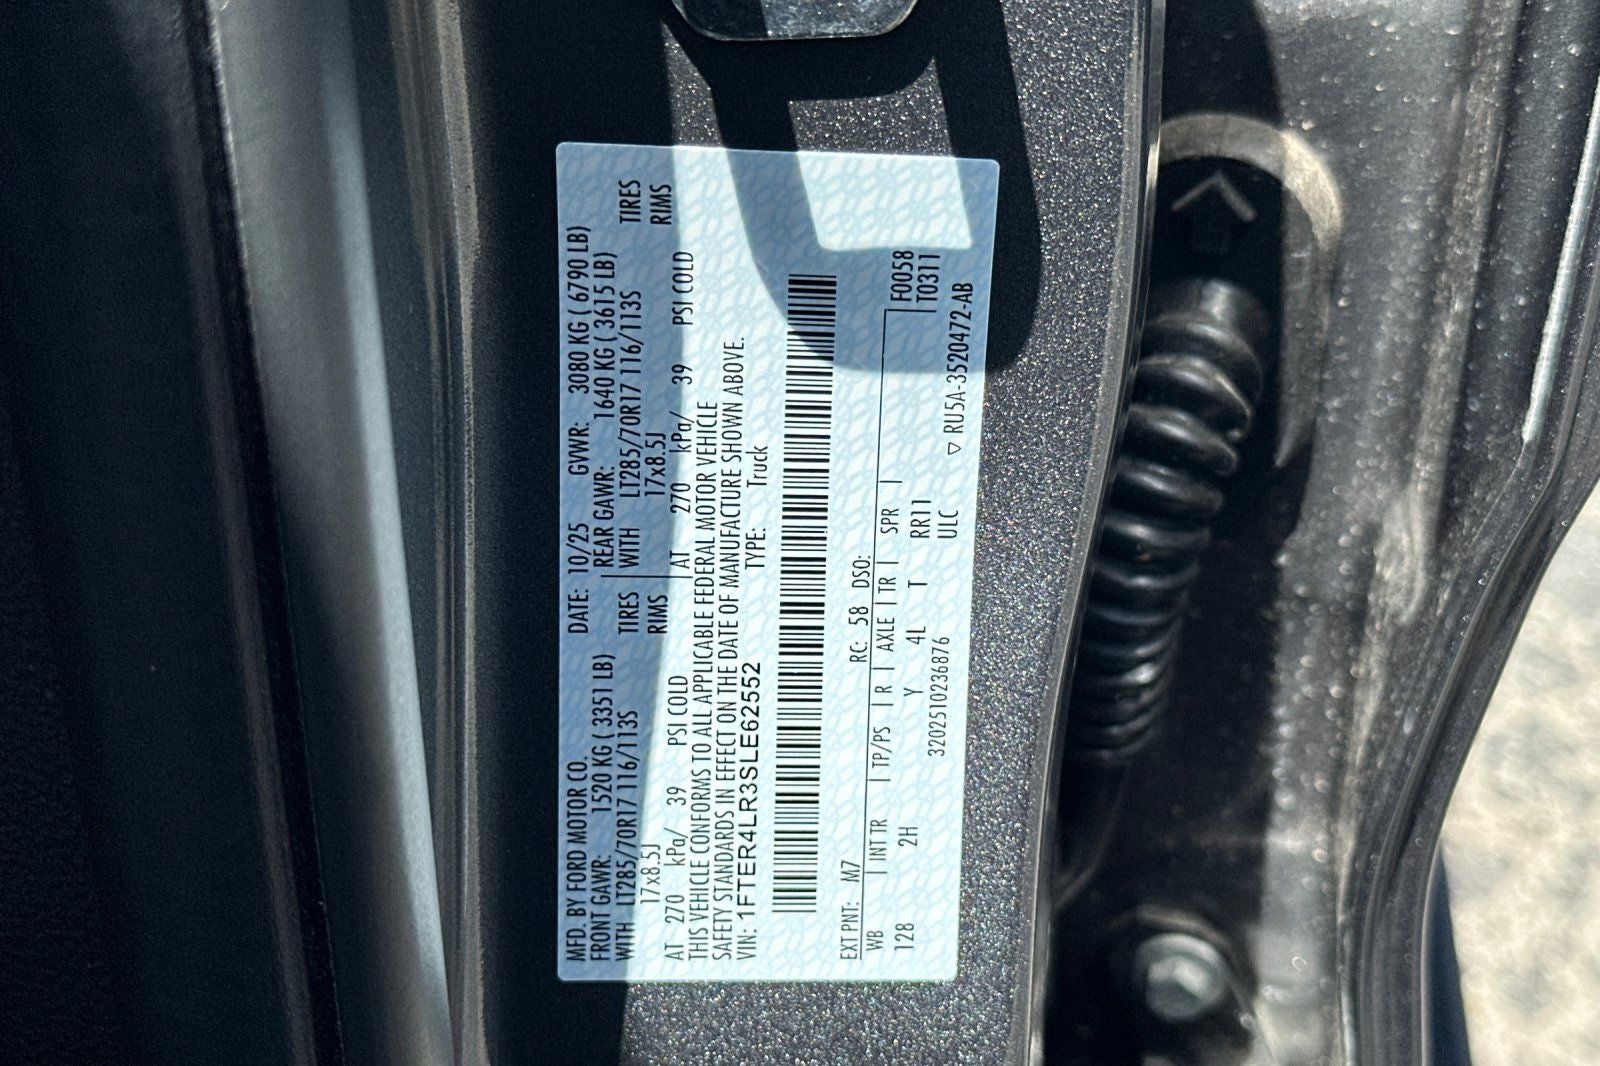 MFD. BY FORD MOTOR CO. DATE: 10/25 GVWR: 3080 KG ( 6790 LB)
FRONT GAWR: 1520 KG ( 3351 LB) REAR GAWR: 1640 KG ( 3615 LB)
WITH LT285/70R17 116/113S TIRES WITH LT285/70R17 116/113S TIRES
17x8.5J RIMS 17x8.5J RIMS
AT 270 kPa/ 39 PSI COLD AT 270 kPa/ 39 PSI COLD
THIS VEHICLE CONFORMS TO ALL APPLICABLE FEDERAL MOTOR VEHICLE
SAFETY STANDARDS IN EFFECT ON THE DATE OF MANUFACTURE SHOWN ABOVE.
VIN: 1FTER4LR3SLE62552 TYPE: Truck
EXT PNT: M7 RC: 58 DSO: F0058
WB INT TR TP/PS R AXLE TR SPR T0311
128 2H Y 4L T RR11
3202510236876 ULC ▽ RU5A-3520472-AB